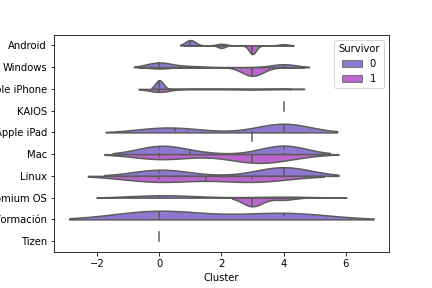 Android
Windows
ple iPhone
KAIOS
Apple iPad
Mac
Linux
omium OS
formación
Tizen
Survivor
0
1
−2 0 2 4 6
Cluster